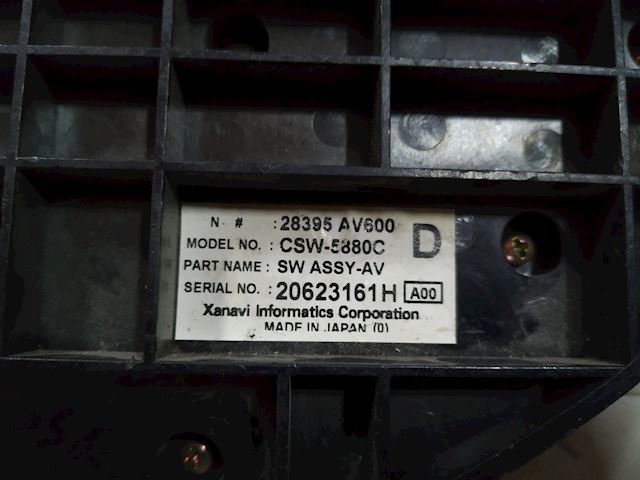 N. # : 28395 AV600
MODEL NO. : CSW-5880C D
PART NAME : SW ASSY-AV
SERIAL NO. : 20623161H A00
Xanavi Informatics Corporation
MADE IN JAPAN (0)